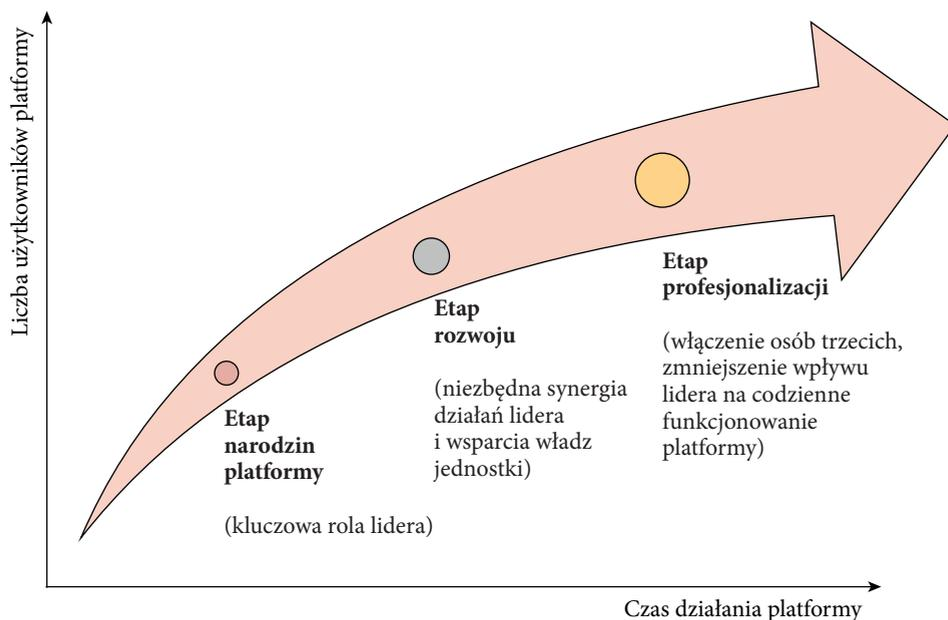 Liczba użytkowników platformy
Etap
narodzin
platformy
(kluczowa rola lidera)
Etap
rozwoju
(niezbędna synergia
działań lidera
i wsparcia władz
jednostki)
Etap
profesjonalizacji
(włączenie osób trzecich,
zmniejszenie wpływu
lidera na codzienne
funkcjonowanie
platformy)
Czas działania platformy